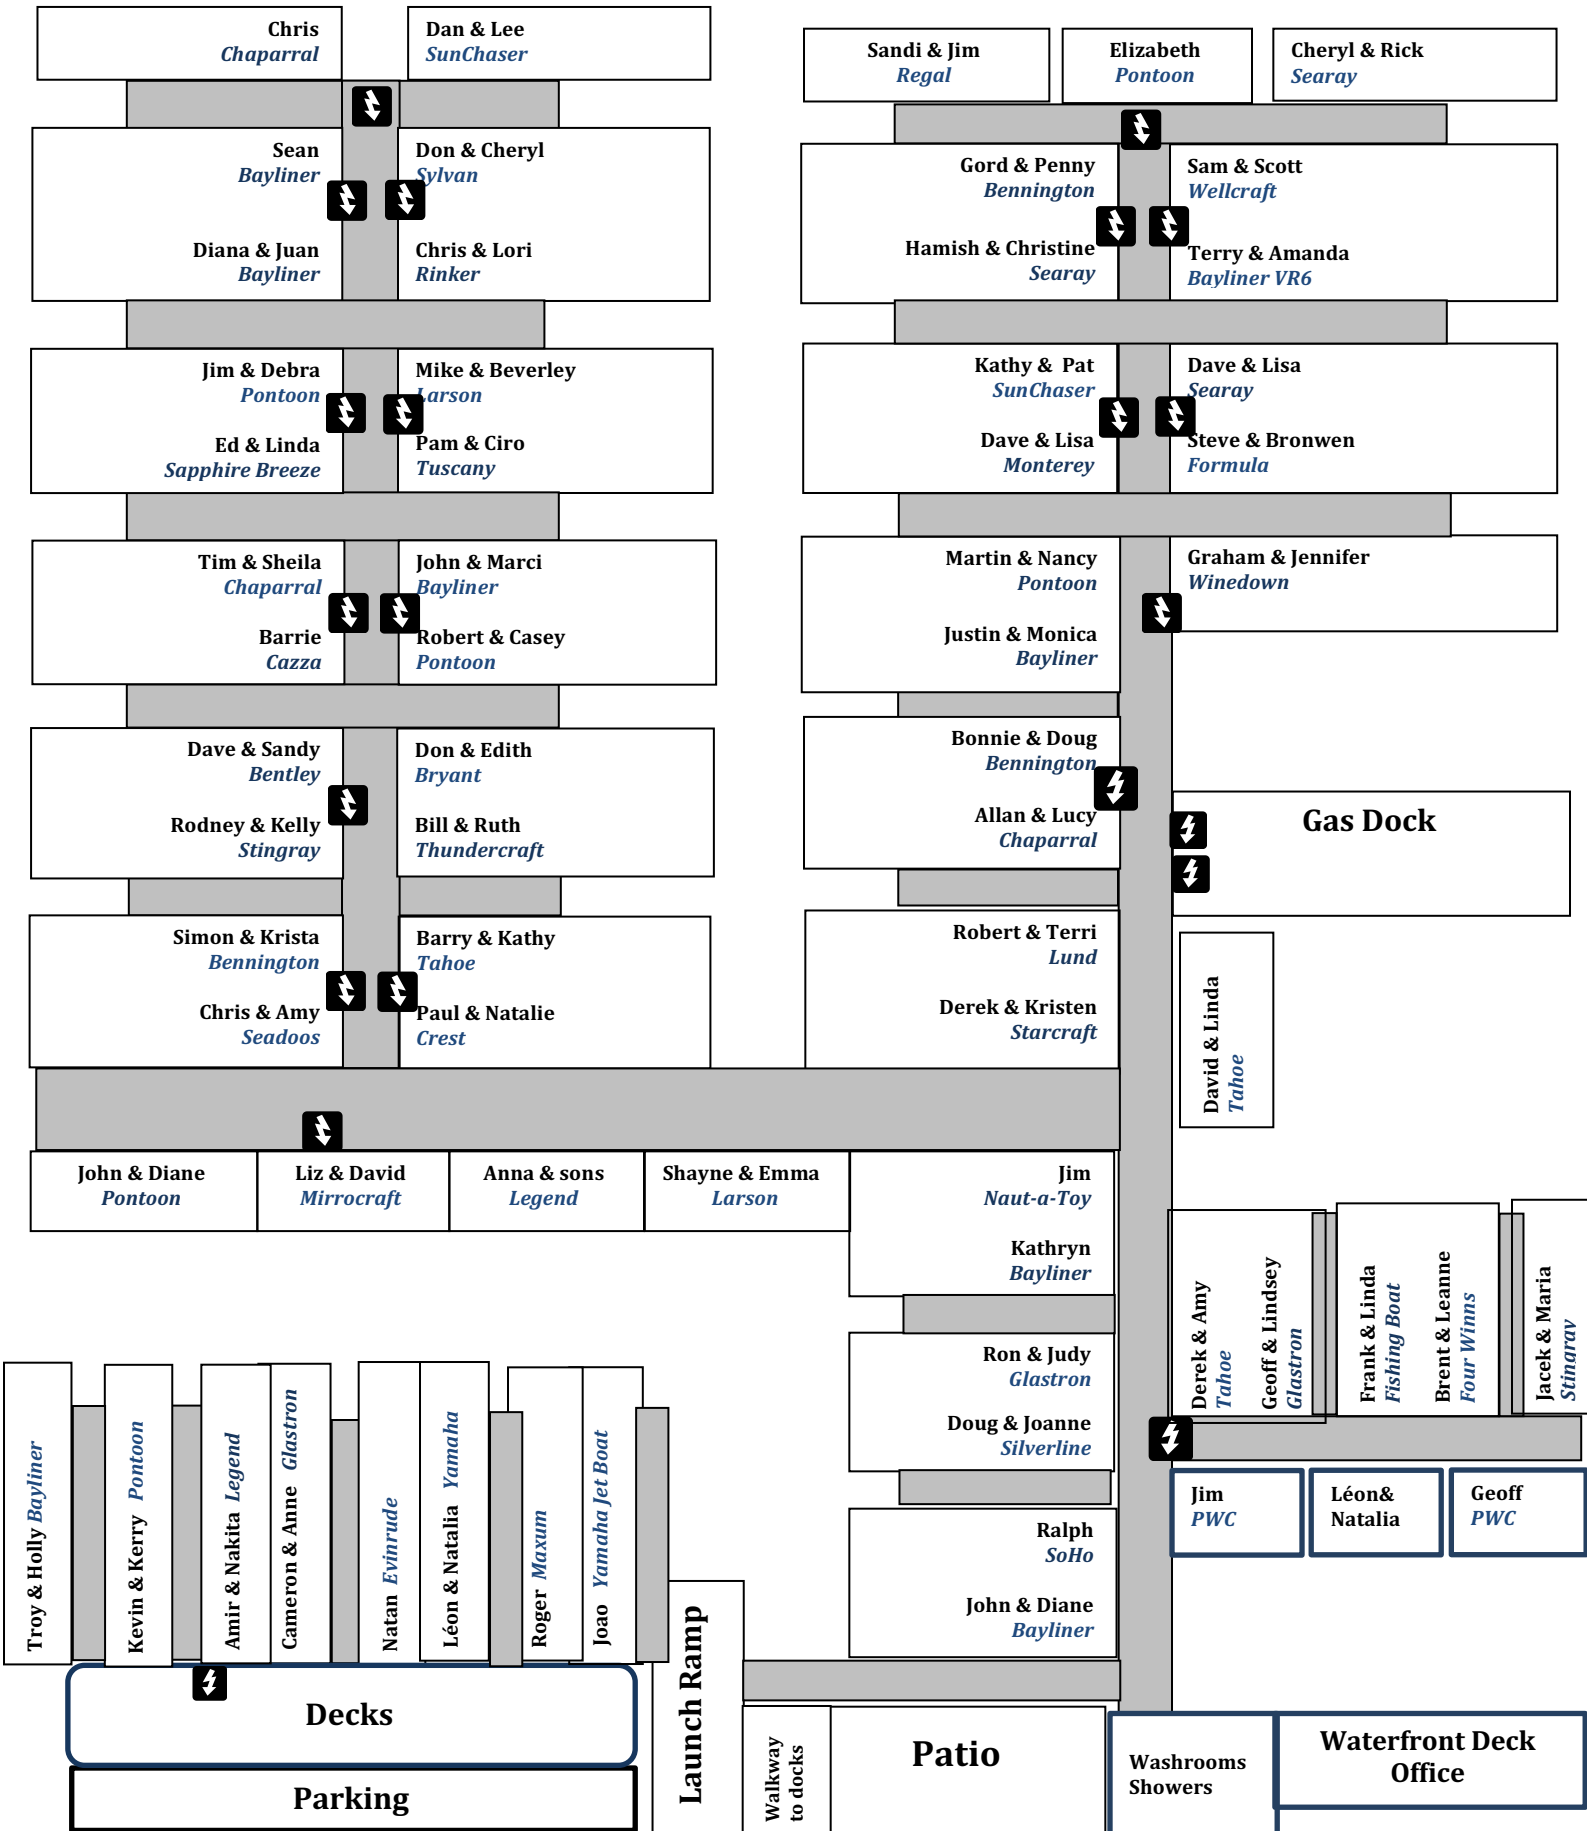 Chris
Chaparral
Dan & Lee
SunChaser
Sean
Bayliner
Don & Cheryl
Sylvan
Diana & Juan
Bayliner
Chris & Lori
Rinker
Jim & Debra
Pontoon
Mike & Beverley
Larson
Ed & Linda
Sapphire Breeze
Pam & Ciro
Tuscany
Tim & Sheila
Chaparral
John & Marci
Bayliner
Barrie
Cazza
Robert & Casey
Pontoon
Dave & Sandy
Bentley
Don & Edith
Bryant
Rodney & Kelly
Stingray
Bill & Ruth
Thundercraft
Simon & Krista
Bennington
Barry & Kathy
Tahoe
Chris & Amy
Seadoos
Paul & Natalie
Crest
Sandi & Jim
Regal
Elizabeth
Pontoon
Cheryl & Rick
Searay
Gord & Penny
Bennington
Sam & Scott
Wellcraft
Hamish & Christine
Searay
Terry & Amanda
Bayliner VR6
Kathy & Pat
SunChaser
Dave & Lisa
Searay
Dave & Lisa
Monterey
Steve & Bronwen
Formula
Martin & Nancy
Pontoon
Graham & Jennifer
Winedown
Justin & Monica
Bayliner
Bonnie & Doug
Bennington
Allan & Lucy
Chaparral
Gas Dock
Robert & Terri
Lund
Derek & Kristen
Starcraft
David & Linda
Tahoe
John & Diane
Pontoon
Liz & David
Mirrocraft
Anna & sons
Legend
Shayne & Emma
Larson
Jim
Naut-a-Toy
Kathryn
Bayliner
Ron & Judy
Glastron
Doug & Joanne
Silverline
Ralph
SoHo
John & Diane
Bayliner
Derek & Amy
Tahoe
Geoff & Lindsey
Glastron
Frank & Linda
Fishing Boat
Brent & Leanne
Four Winns
Jacek & Maria
Stingray
Jim
PWC
Léon&
Natalia
Geoff
PWC
Troy & Holly Bayliner
Kevin & Kerry Pontoon
Amir & Nakita Legend
Cameron & Anne Glastron
Natan Evinrude
Léon & Natalia Yamaha
Roger Maxum
Joao Yamaha Jet Boat
Decks
Parking
Launch Ramp
Walkway
to docks
Patio
Washrooms
Showers
Waterfront Deck
Office